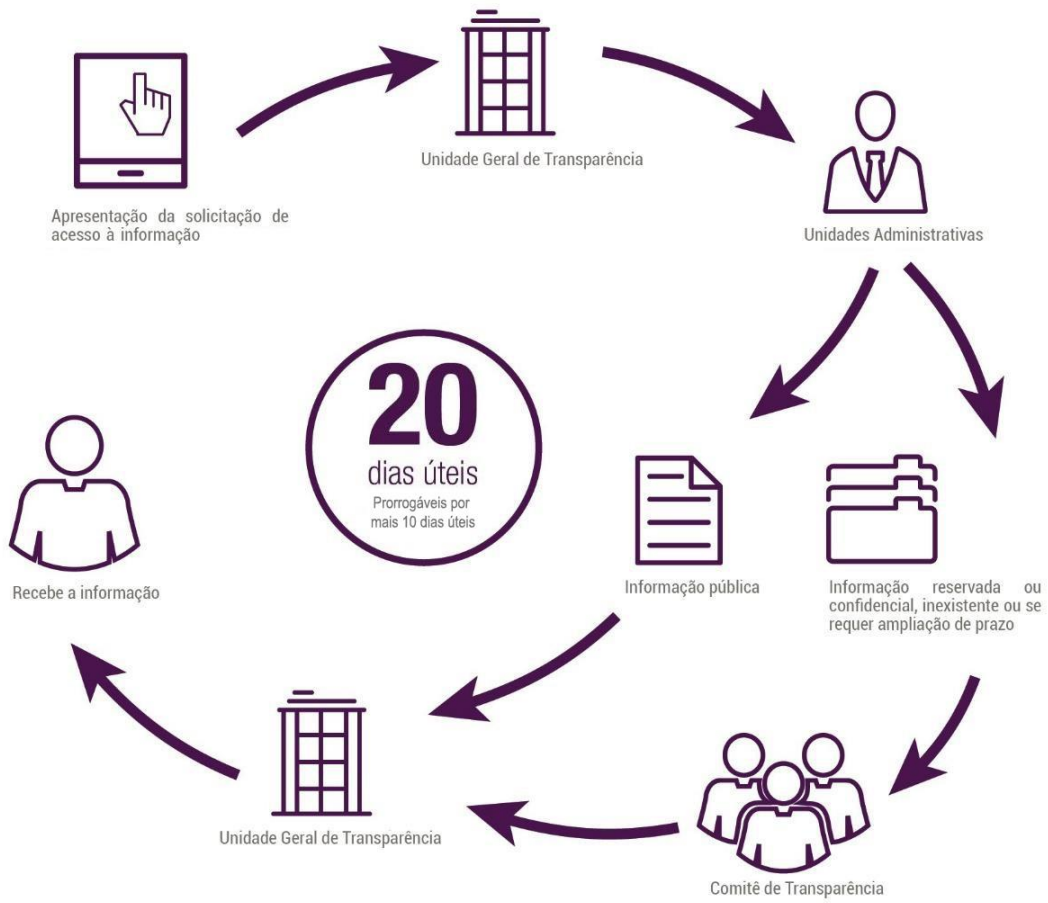 Unidade Geral de Transparência
Apresentação da solicitação de
acesso à informação
Unidades Administrativas
20
dias úteis
Prorrogáveis por
mais 10 dias úteis
Recebe a informação
Informação pública
Informação reservada ou
confidencial, inexistente ou se
requer ampliação de prazo
Unidade Geral de Transparência
Comitê de Transparência